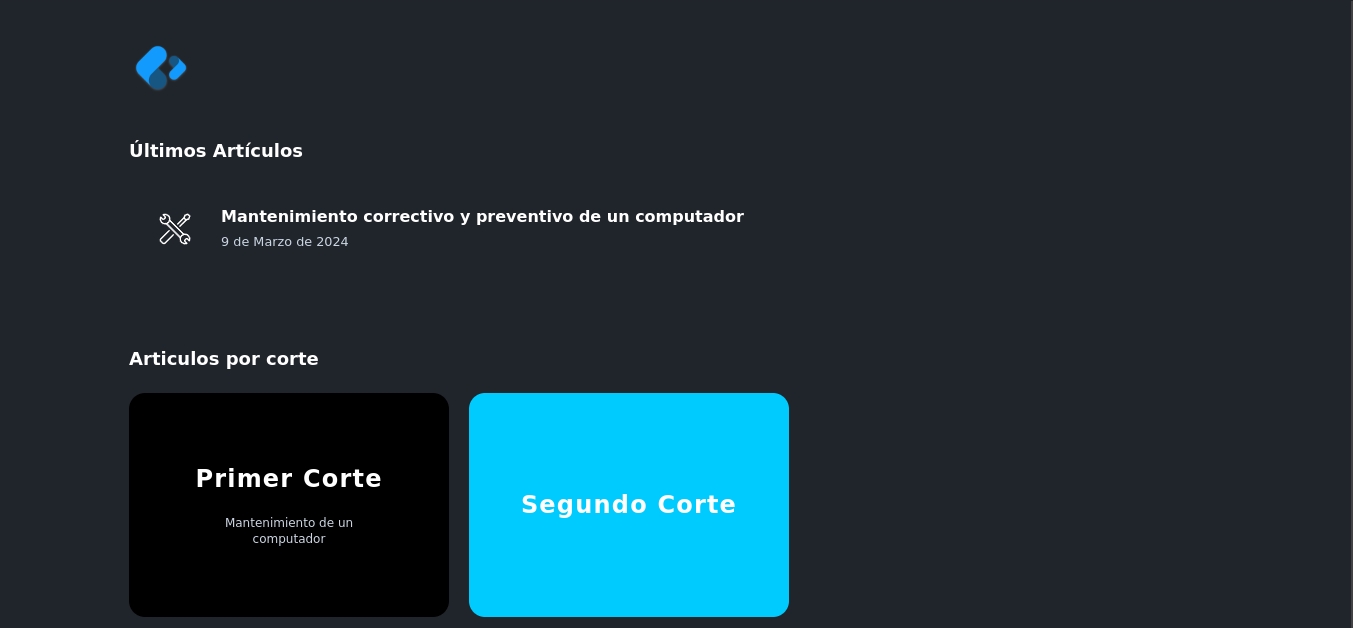 Últimos Artículos
Mantenimiento correctivo y preventivo de un computador
9 de Marzo de 2024
Articulos por corte
Primer Corte
Mantenimiento de un
computador
Segundo Corte